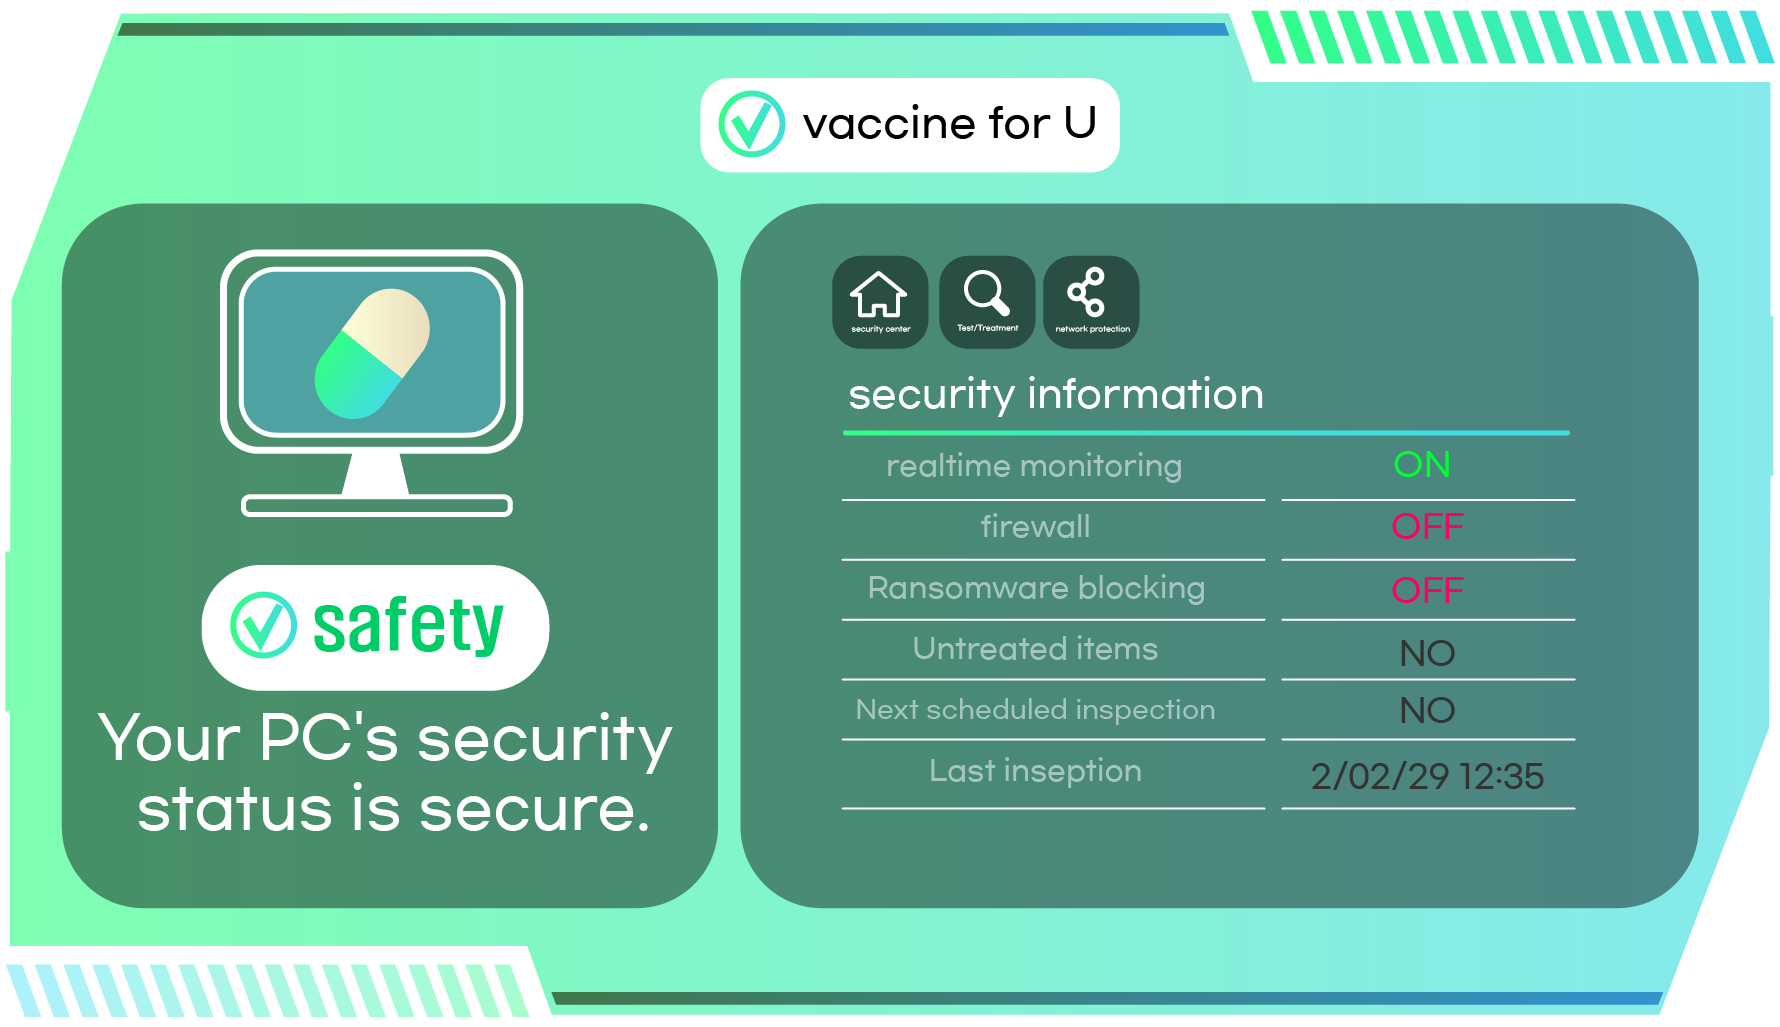 vaccine for U
safety
Your PC's security
status is secure.
security center
Test/Treatment
network protection
security information
realtime monitoring ON
firewall OFF
Ransomware blocking OFF
Untreated items NO
Next scheduled inspection NO
Last inseption 2/02/29 12:35